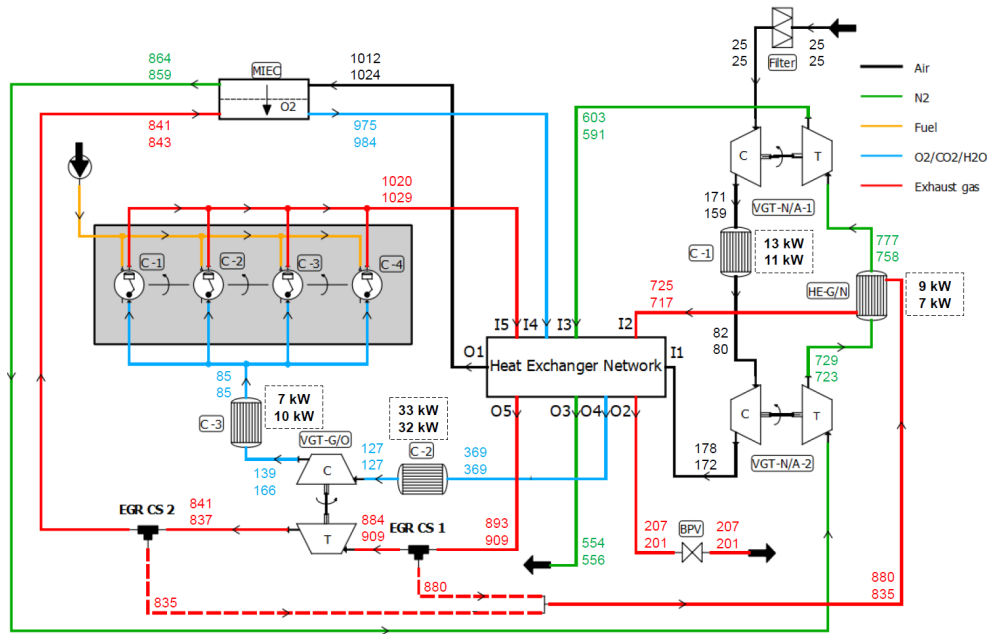 25
25
25
25
Filter
864
859
MIEC
O2
1012
1024
975
984
841
843
603
591
C
T
VGT-N/A-1
Air
N2
Fuel
O2/CO2/H2O
Exhaust gas
1020
1029
171
159
C -1
13 kW
11 kW
777
758
HE-G/N
9 kW
7 kW
C -1
C -2
C -3
C -4
725
717
82
80
729
723
I5
I4
I3
I2
O1
Heat Exchanger Network
I1
O5
O3
O4
O2
85
85
7 kW
10 kW
C -3
33 kW
32 kW
C -2
VGT-G/O
C
T
139
166
127
127
369
369
C
T
VGT-N/A-2
178
172
EGR CS 2
841
837
884
909
EGR CS 1
893
909
207
201
BPV
207
201
554
556
880
835
880
835